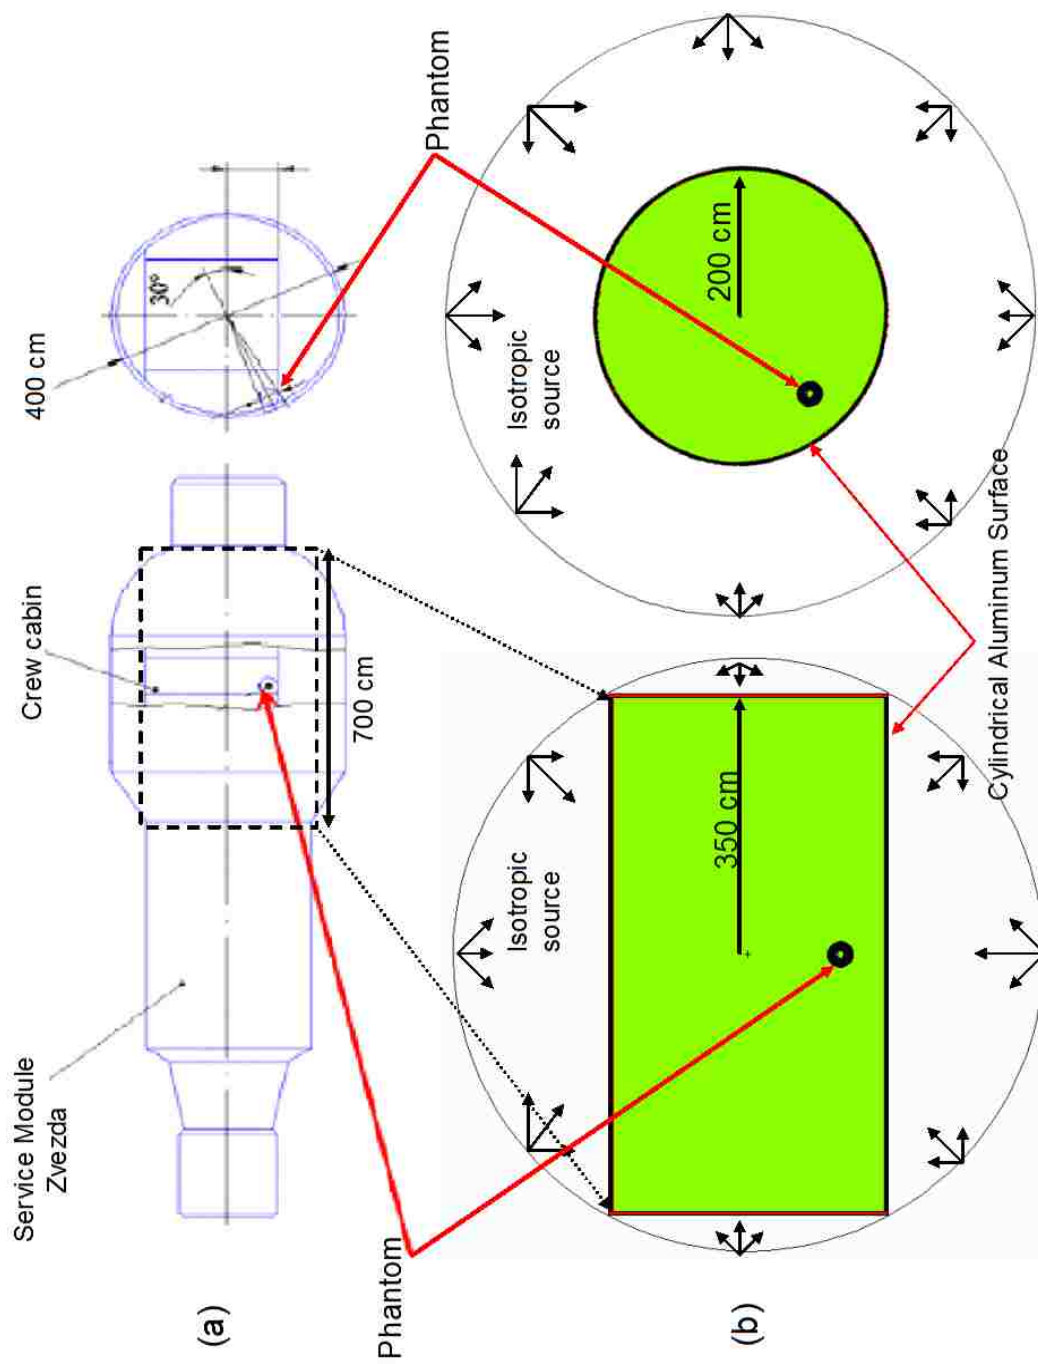 (a)
Service Module
Zvezda
Crew cabin
700 cm
400 cm
30°
Phantom
Phantom
(b)
Isotropic
source
350 cm
Isotropic
source
200 cm
Cylindrical Aluminum Surface